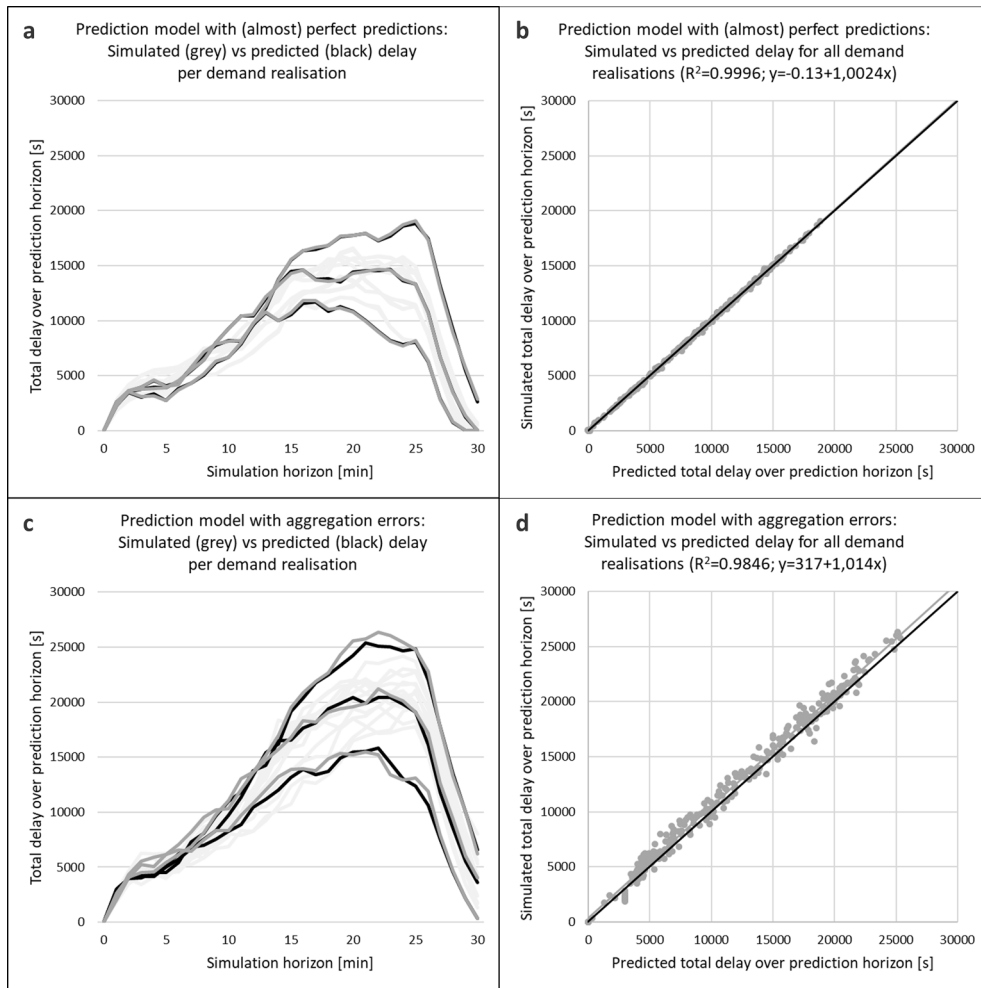 a
Prediction model with (almost) perfect predictions:
Simulated (grey) vs predicted (black) delay
per demand realisation
Total delay over prediction horizon [s]
30000
25000
20000
15000
10000
5000
0
0 5 10 15 20 25 30
Simulation horizon [min]
b
Prediction model with (almost) perfect predictions:
Simulated vs predicted delay for all demand
realisations (R²=0.9996; y=-0.13+1,0024x)
Simulated total delay over prediction horizon [s]
30000
25000
20000
15000
10000
5000
0
0 5000 10000 15000 20000 25000 30000
Predicted total delay over prediction horizon [s]
c
Prediction model with aggregation errors:
Simulated (grey) vs predicted (black) delay
per demand realisation
Total delay over prediction horizon [s]
30000
25000
20000
15000
10000
5000
0
0 5 10 15 20 25 30
Simulation horizon [min]
d
Prediction model with aggregation errors:
Simulated vs predicted delay for all demand
realisations (R²=0.9846; y=317+1,014x)
Simulated total delay over prediction horizon [s]
30000
25000
20000
15000
10000
5000
0
0 5000 10000 15000 20000 25000 30000
Predicted total delay over prediction horizon [s]